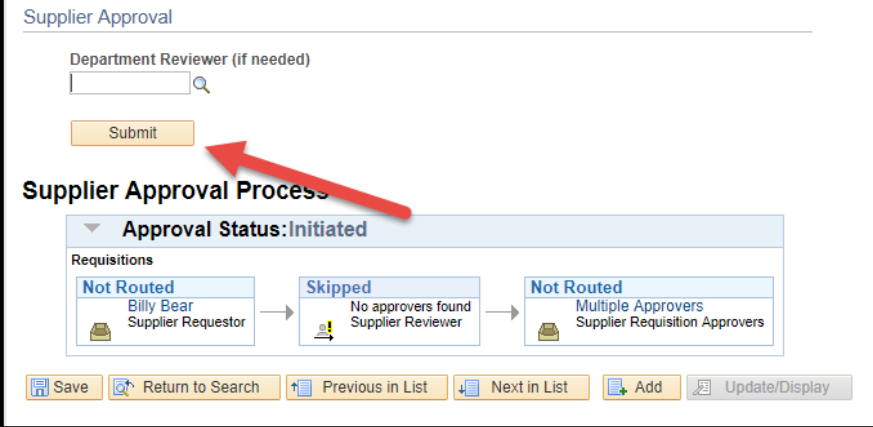 Supplier Approval
Department Reviewer (if needed)
Submit
Supplier Approval Process
Approval Status:Initiated
Requisitions
Not Routed
Billy Bear
Supplier Requestor
Skipped
No approvers found
Supplier Reviewer
Not Routed
Multiple Approvers
Supplier Requisition Approvers
Save Return to Search Previous in List Next in List Add Update/Display